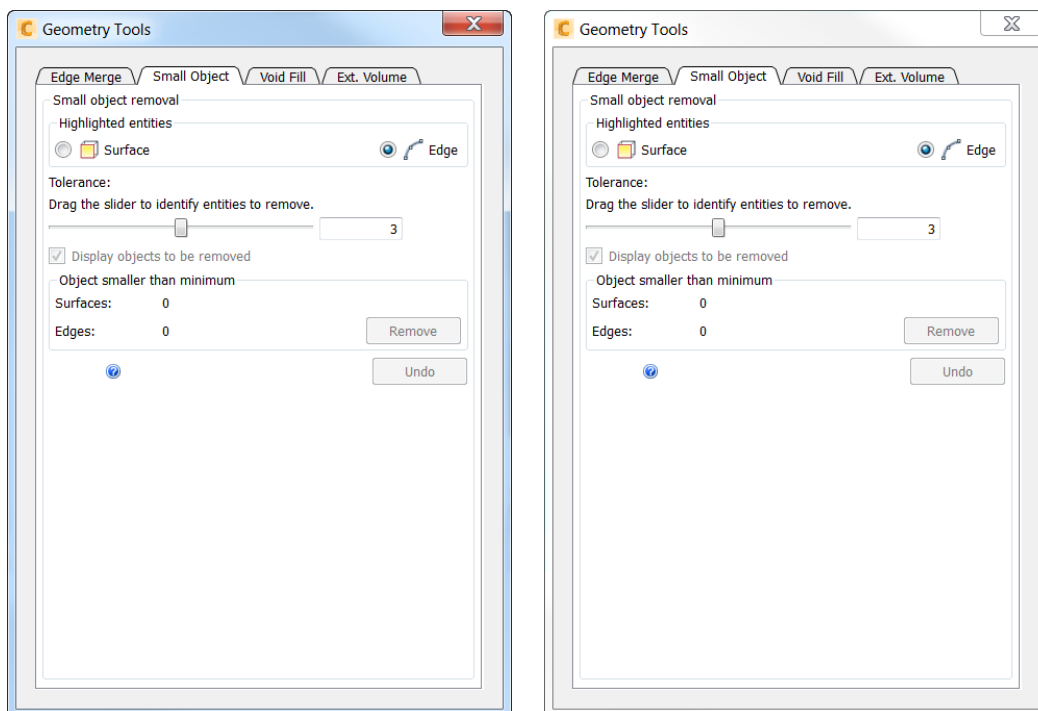 Geometry Tools
Edge Merge Small Object Void Fill Ext. Volume
Small object removal
Highlighted entities
Surface Edge
Tolerance:
Drag the slider to identify entities to remove.
3
Display objects to be removed
Object smaller than minimum
Surfaces: 0
Edges: 0 Remove
Undo
Geometry Tools
Edge Merge Small Object Void Fill Ext. Volume
Small object removal
Highlighted entities
Surface Edge
Tolerance:
Drag the slider to identify entities to remove.
3
Display objects to be removed
Object smaller than minimum
Surfaces: 0
Edges: 0 Remove
Undo